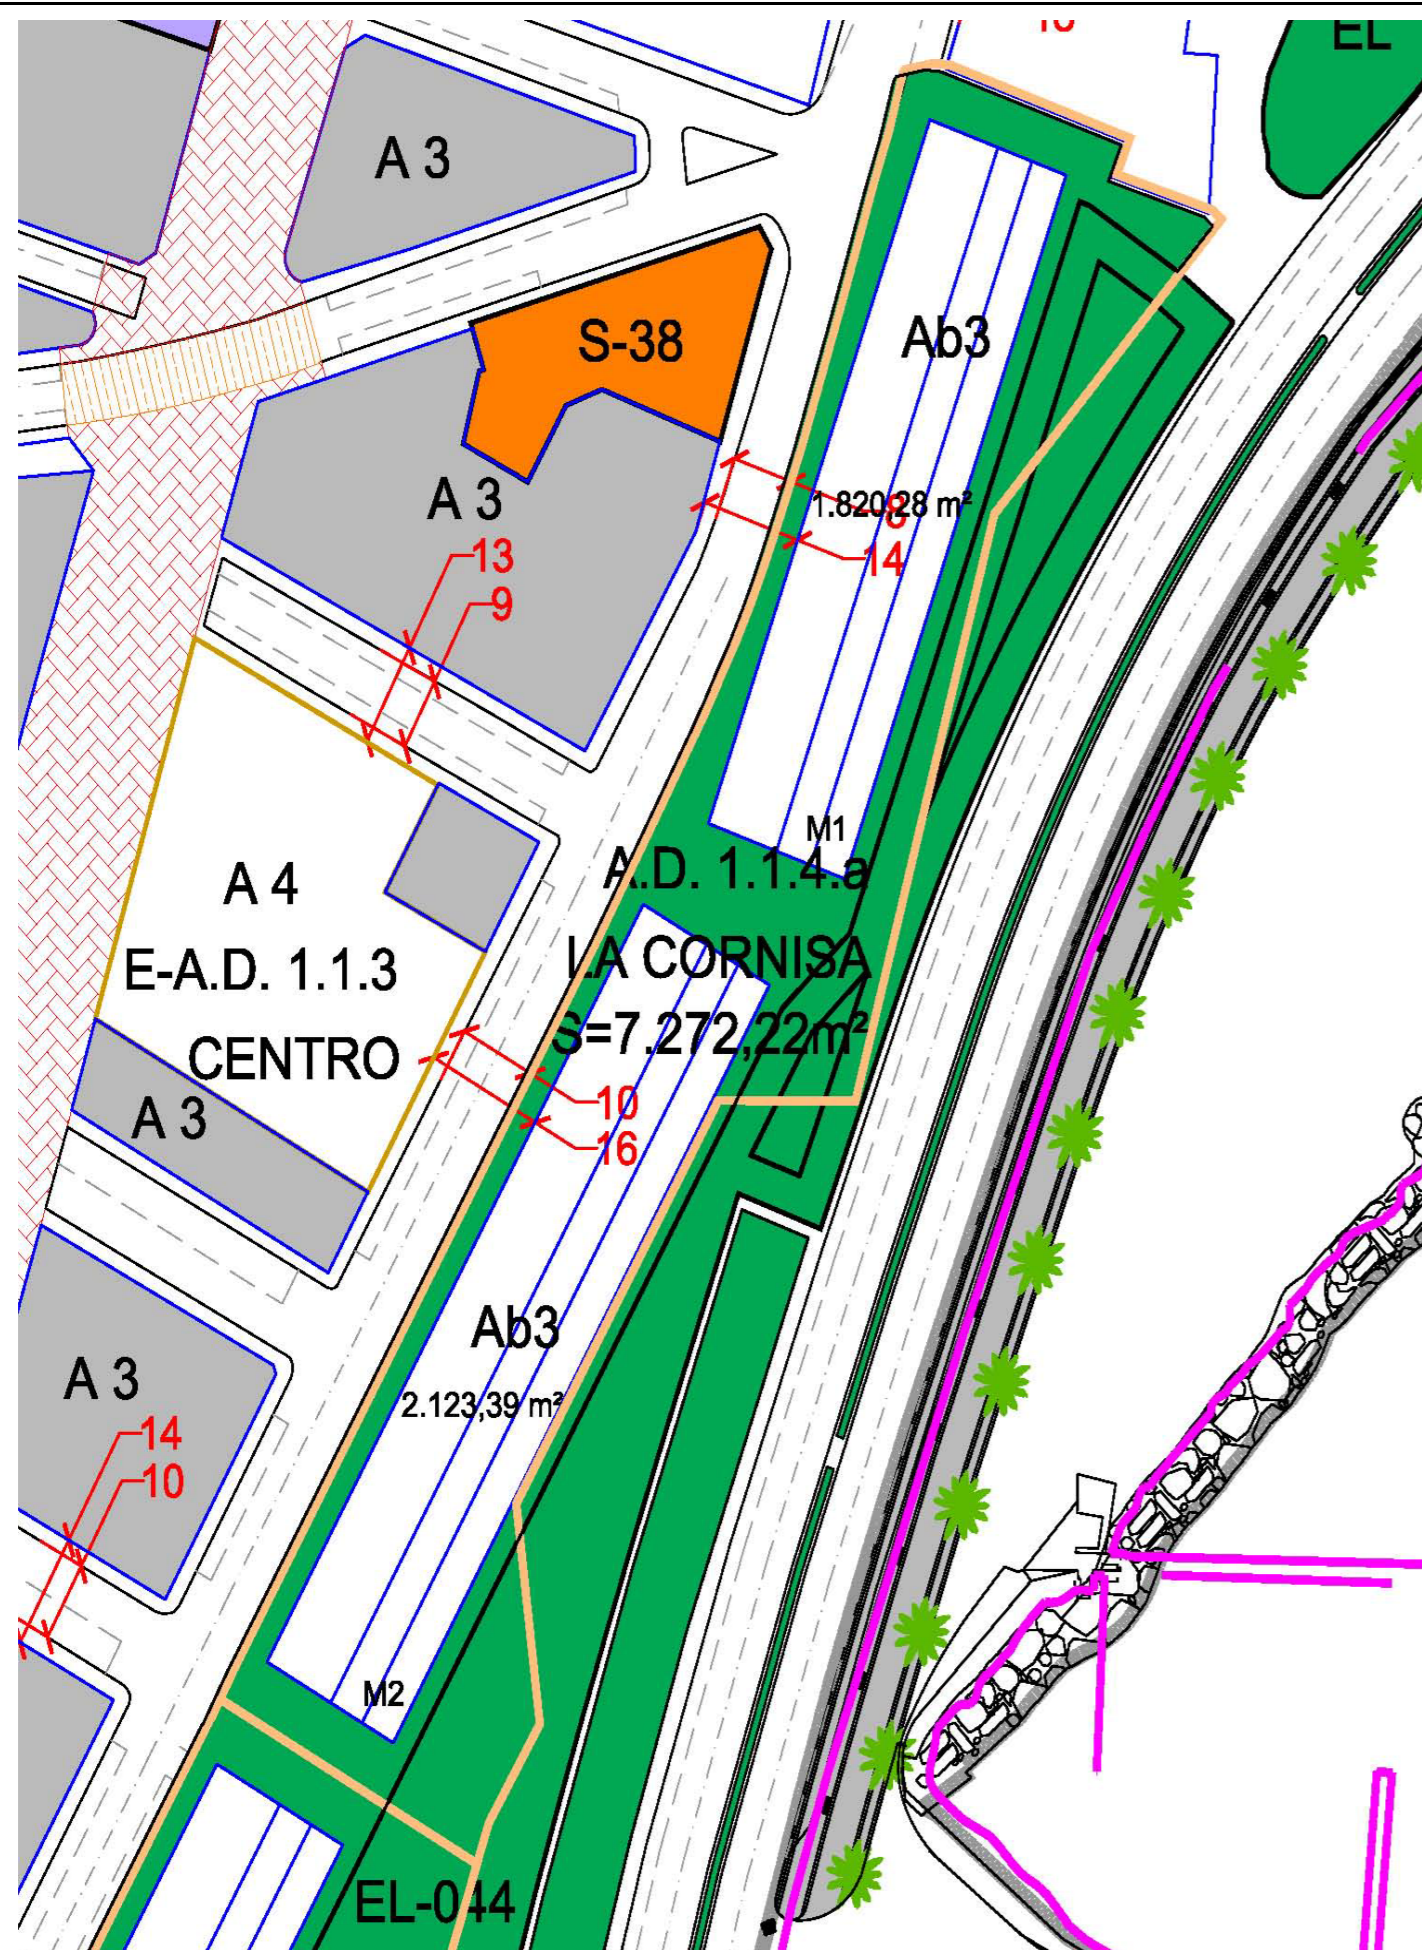 EL
A 3
S-38
Ab3
A 3
1.820,28 m²
8
14
13
9
M1
A.D. 1.1.4.a
LA CORNISA
S=7.272,22m²
A 4
E-A.D. 1.1.3
CENTRO
A 3
10
16
Ab3
2.123,39 m²
A 3
14
10
M2
EL-044